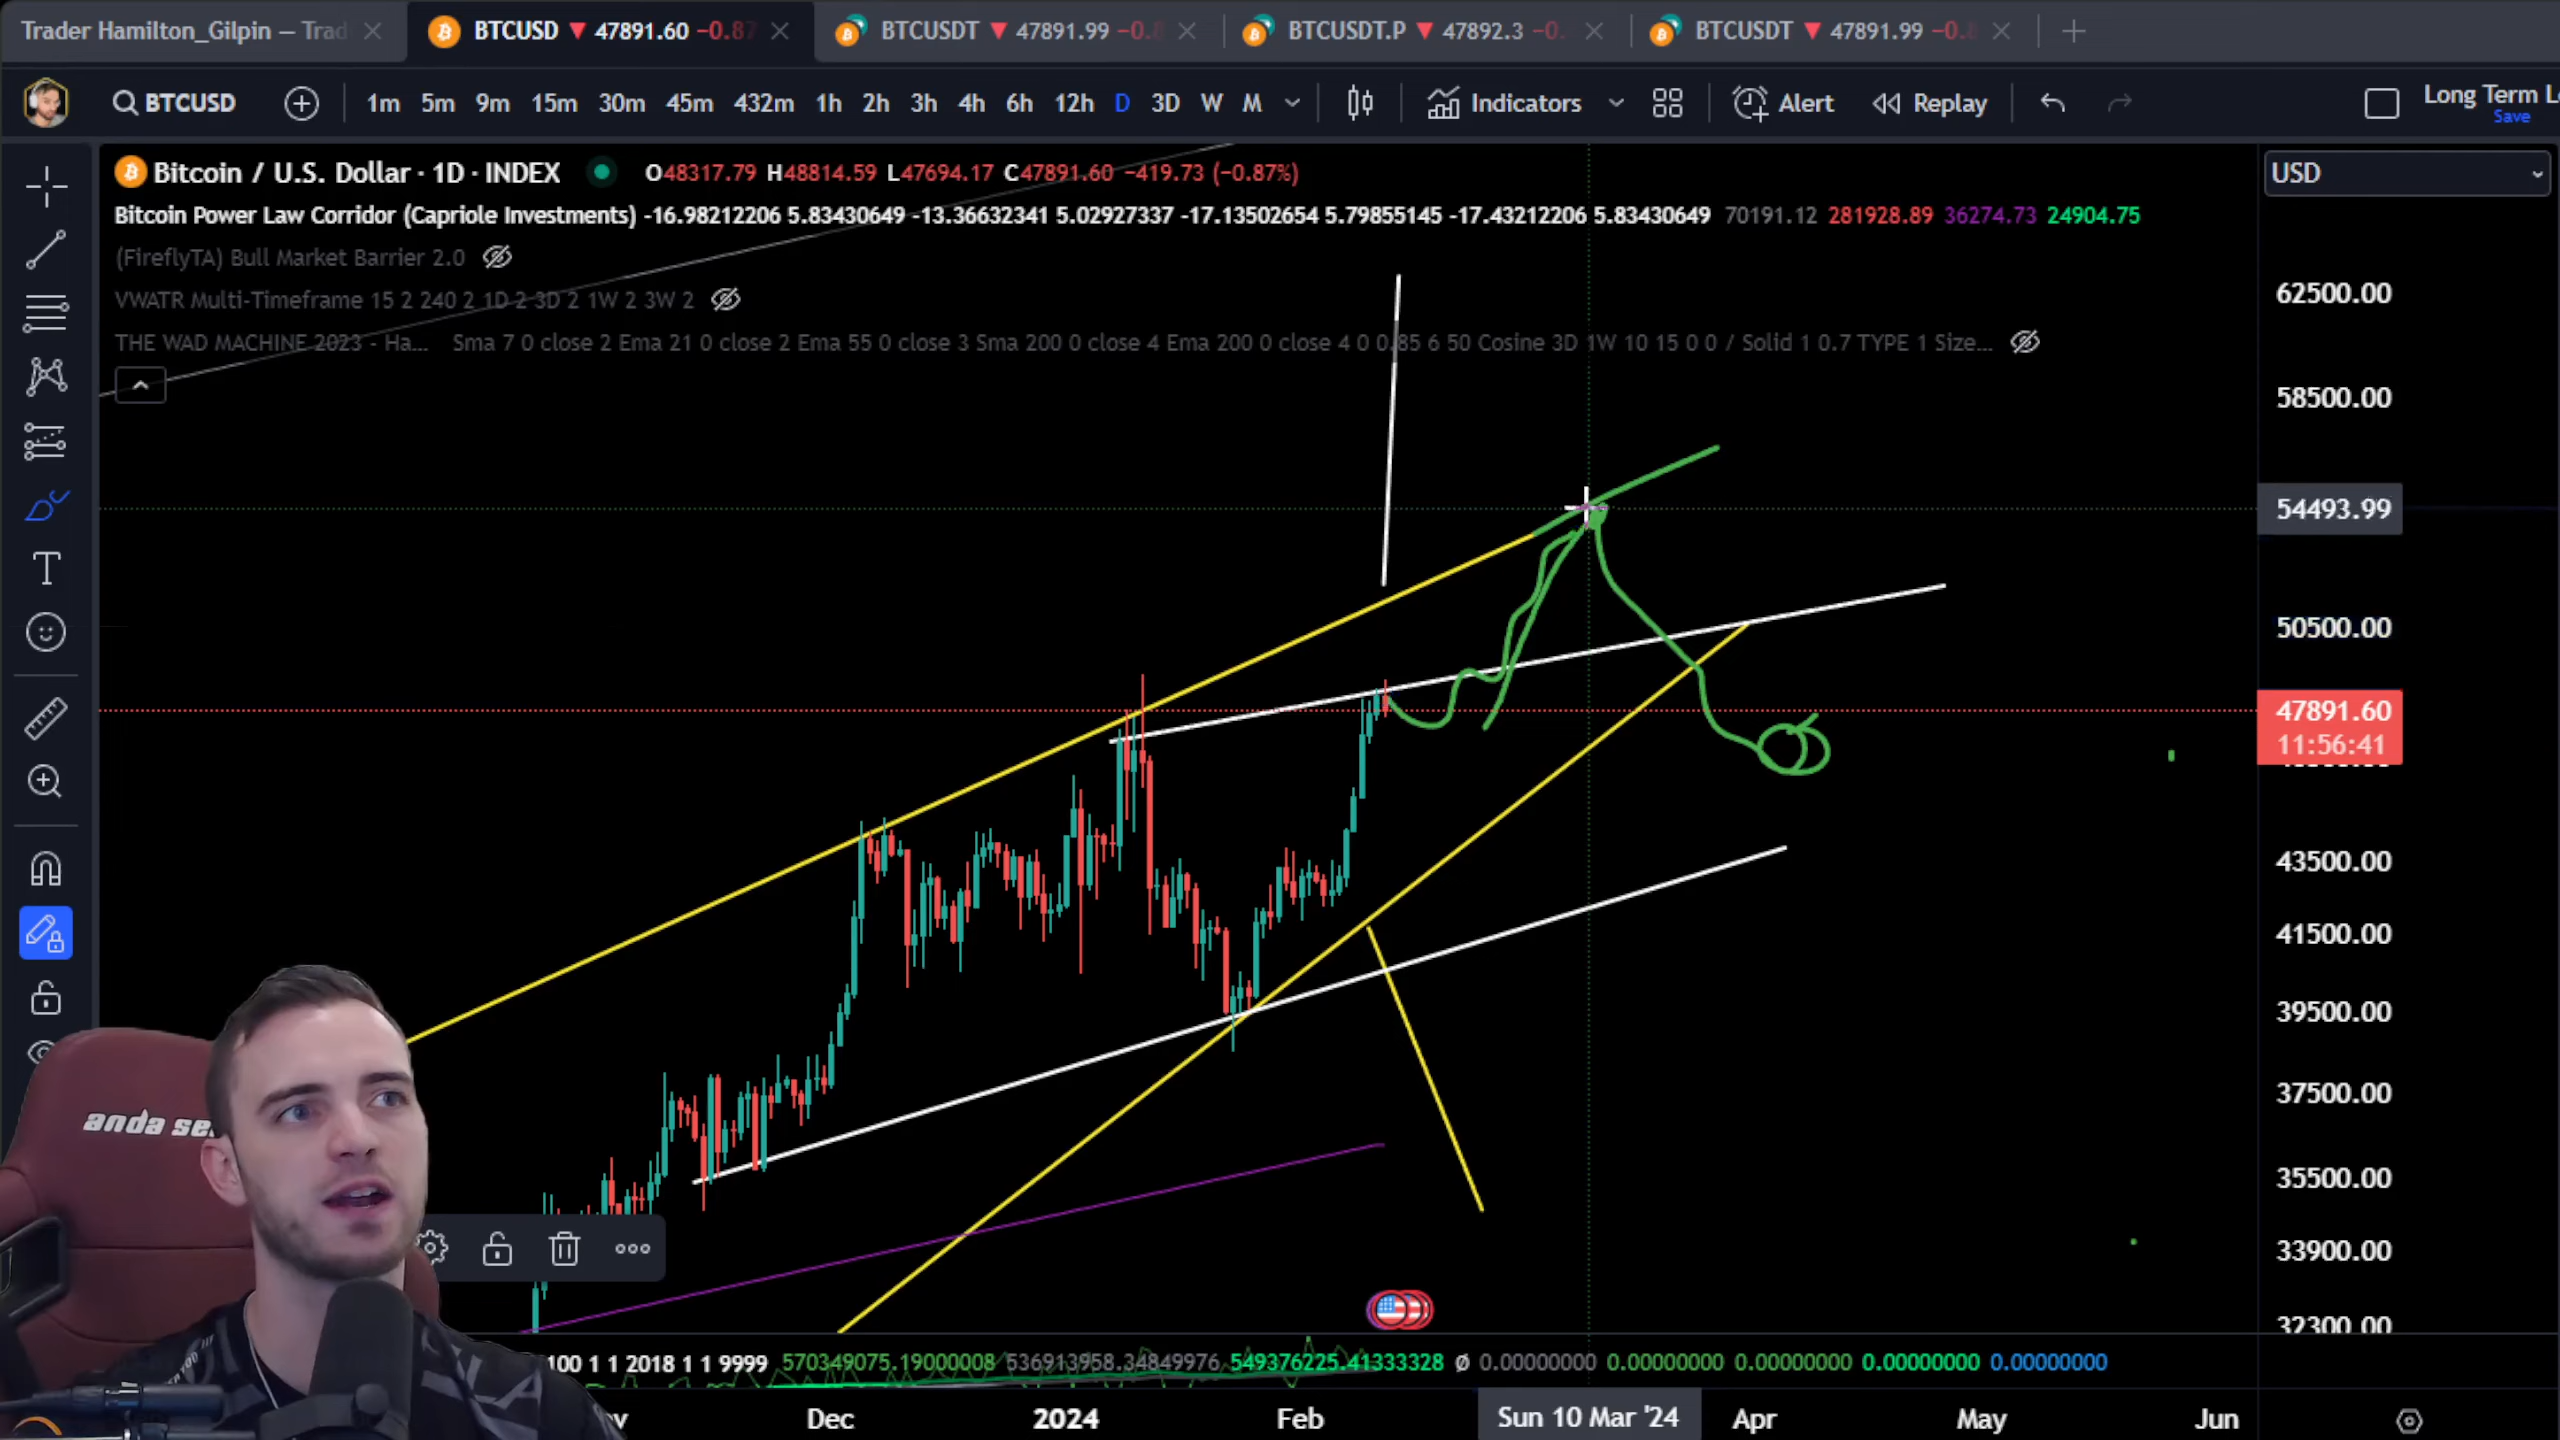 Trader Hamilton_Gilpin — Trad
BTCUSD ▼ 47891.60 −0.87
BTCUSDT ▼ 47891.99 −0.8
BTCUSDT.P ▼ 47892.3 −0.
BTCUSDT ▼ 47891.99 −0.8
BTCUSD 1m 5m 9m 15m 30m 45m 432m 1h 2h 3h 4h 6h 12h D 3D W M Indicators Alert Replay Long Term L
Save
Bitcoin / U.S. Dollar · 1D · INDEX O48317.79 H48814.59 L47694.17 C47891.60 −419.73 (−0.87%)
USD
Bitcoin Power Law Corridor (Capriole Investments) -16.98212206 5.83430649 -13.36632341 5.02927337 -17.13502654 5.79855145 -17.43212206 5.83430649 70191.12 281928.89 36274.73 24904.75
(FireflyTA) Bull Market Barrier 2.0
VWATR Multi-Timeframe 15 2 240 2 1D 2 3D 2 1W 2 3W 2
THE WAD MACHINE 2023 - Ha... Sma 7 0 close 2 Ema 21 0 close 2 Ema 55 0 close 3 Sma 200 0 close 4 Ema 200 0 close 4 0 0.85 6 50 Cosine 3D 1W 10 15 0 0 / Solid 1 0.7 TYPE 1 Size...
62500.00
58500.00
54493.99
50500.00
47891.60
11:56:41
43500.00
41500.00
39500.00
37500.00
35500.00
33900.00
32300.00
anda se
100 1 1 2018 1 1 9999 570349075.19000008 536913958.34849976 549376225.41333328 ø 0.00000000 0.00000000 0.00000000 0.00000000 0.00000000
Dec 2024 Feb Sun 10 Mar '24 Apr May Jun